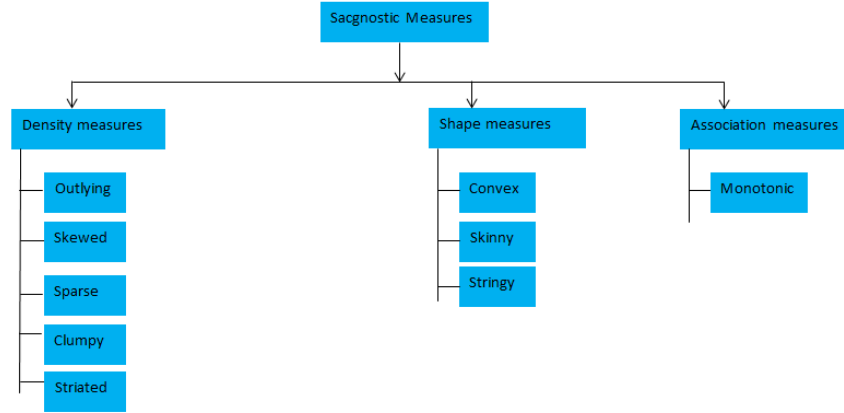 Sacgnostic Measures
Density measures
Shape measures
Association measures
Outlying
Skewed
Sparse
Clumpy
Striated
Convex
Skinny
Stringy
Monotonic